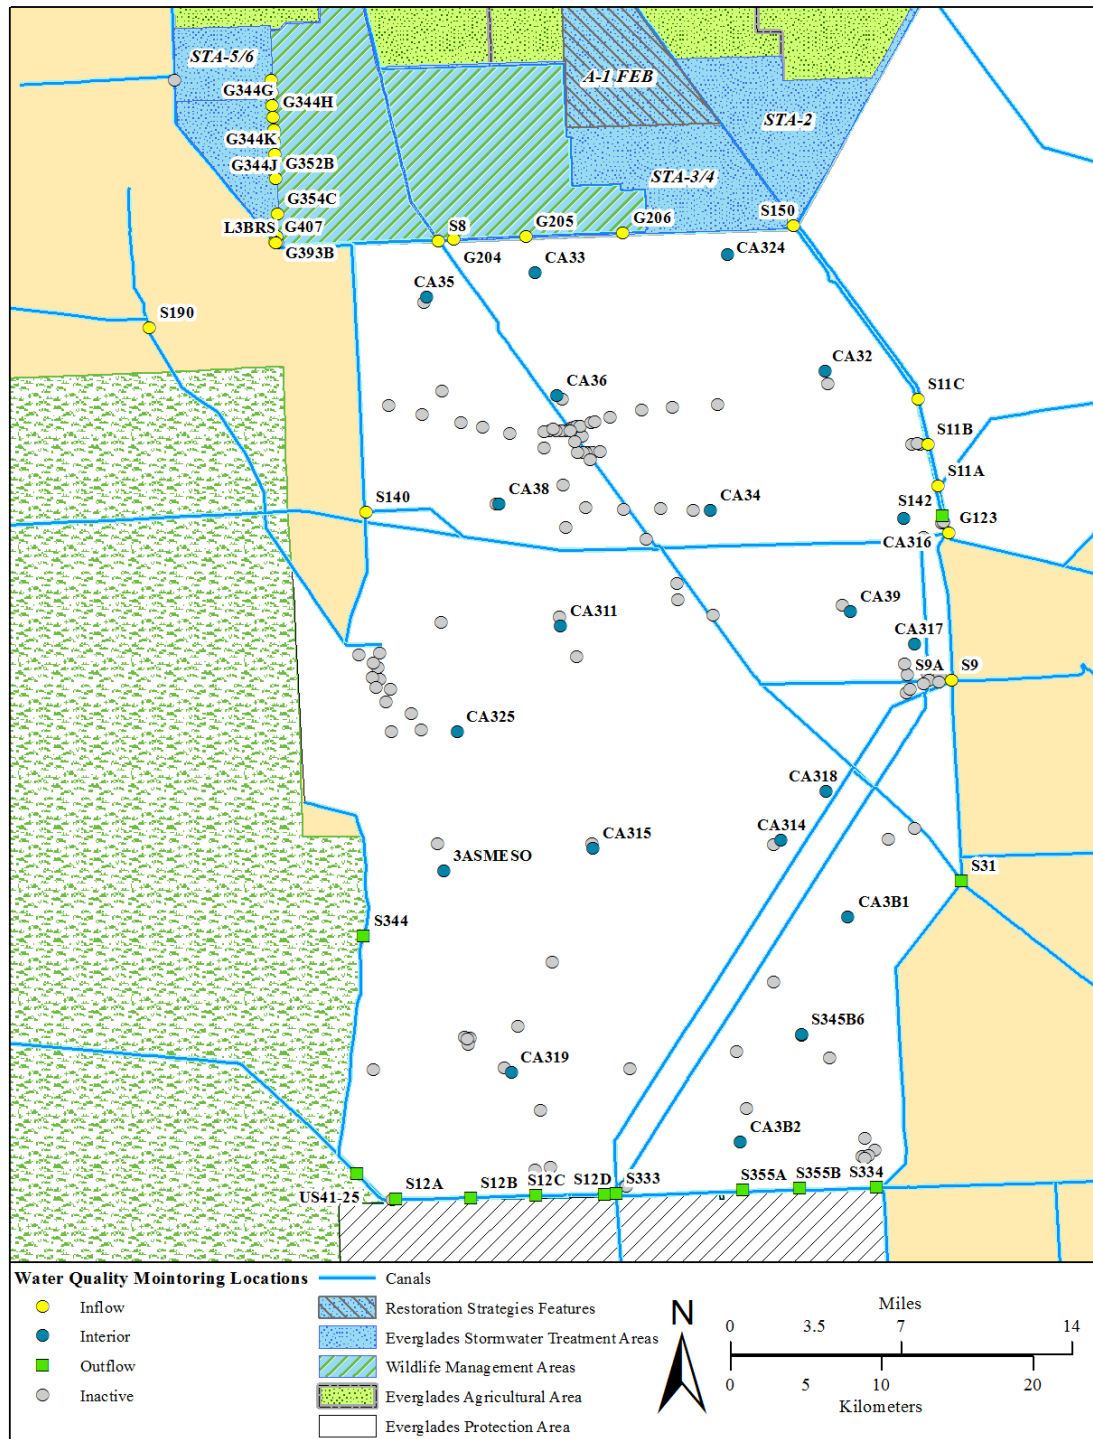 STA-5/6
A-1 FEB
STA-2
STA-3/4
G344G
G344H
G344K
G344J
G352B
G354C
L3BRS
G407
G393B
S8
G204
G205
G206
S150
CA324
CA33
CA35
S190
CA32
CA36
S11C
S11B
S11A
S142
G123
CA316
S140
CA38
CA34
CA39
CA311
CA317
S9A
S9
CA325
CA318
CA314
CA315
3ASMESO
S31
CA3B1
S344
S345B6
CA319
CA3B2
US41-25
S12A
S12B
S12C
S12D
S333
S355A
S355B
S334
Water Quality Mointoring Locations
Inflow
Interior
Outflow
Inactive
Canals
Restoration Strategies Features
Everglades Stormwater Treatment Areas
Wildlife Management Areas
Everglades Agricultural Area
Everglades Protection Area
N
Miles
0 3.5 7 14
0 5 10 20
Kilometers